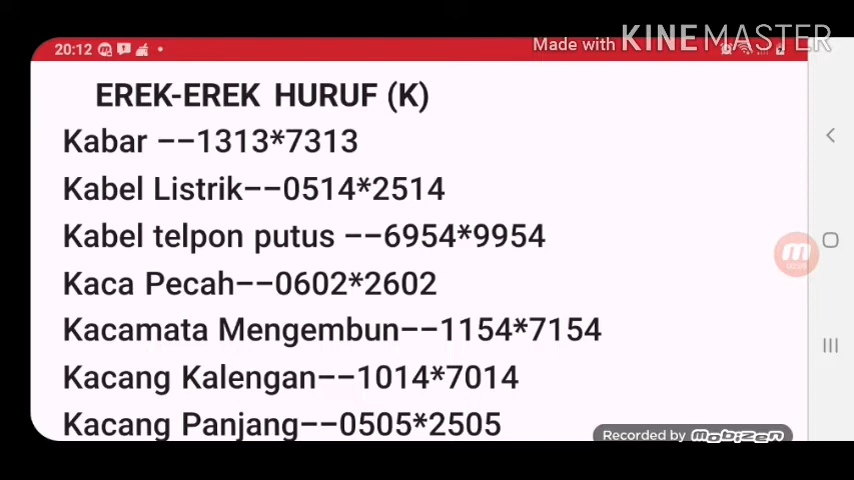 Made with KINEMASTER
20:12
EREK-EREK HURUF (K)
Kabar --1313*7313
Kabel Listrik--0514*2514
Kabel telpon putus --6954*9954
Kaca Pecah--0602*2602
Kacamata Mengembun--1154*7154
Kacang Kalengan--1014*7014
Kacang Panjang--0505*2505
Recorded by mobizen